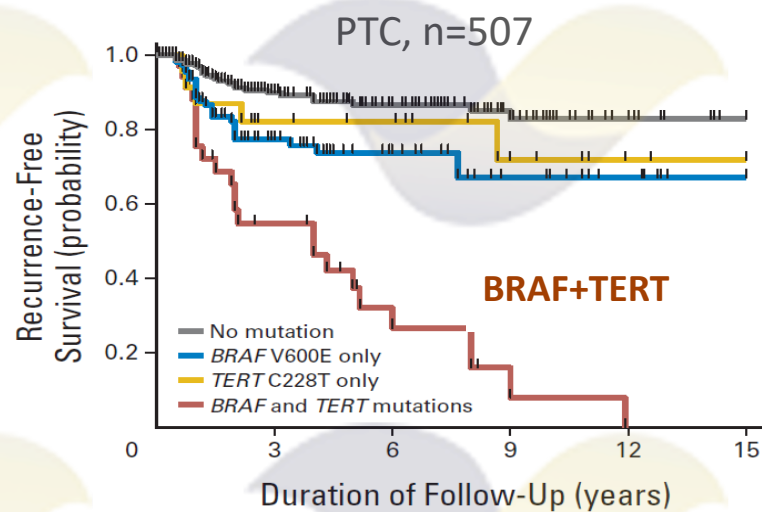 PTC, n=507
Recurrence-Free
Survival (probability)
1.0
0.8
0.6
0.4
0.2
BRAF+TERT
No mutation
BRAF V600E only
TERT C228T only
BRAF and TERT mutations
0 3 6 9 12 15
Duration of Follow-Up (years)